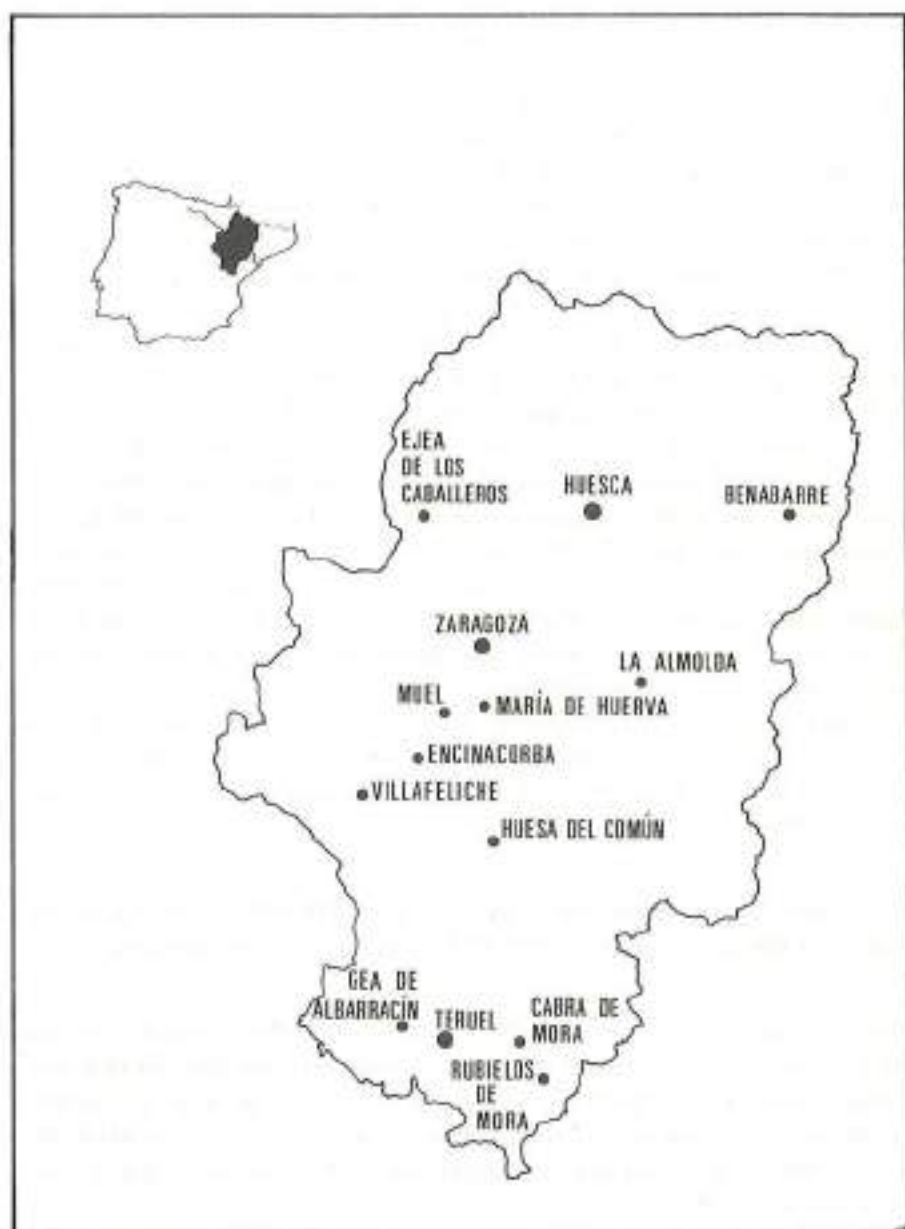 EJEA
DE LOS
CABALLEROS
HUESCA
BENABARRE
ZARAGOZA
LA ALMOLDA
MUEL
MARÍA DE HUERVA
ENCINACORBA
VILLAFELICHE
HUESA DEL COMÚN
GEA DE
ALBARRACÍN
TERUEL
CABRA DE
MORA
RUBIELOS
DE
MORA